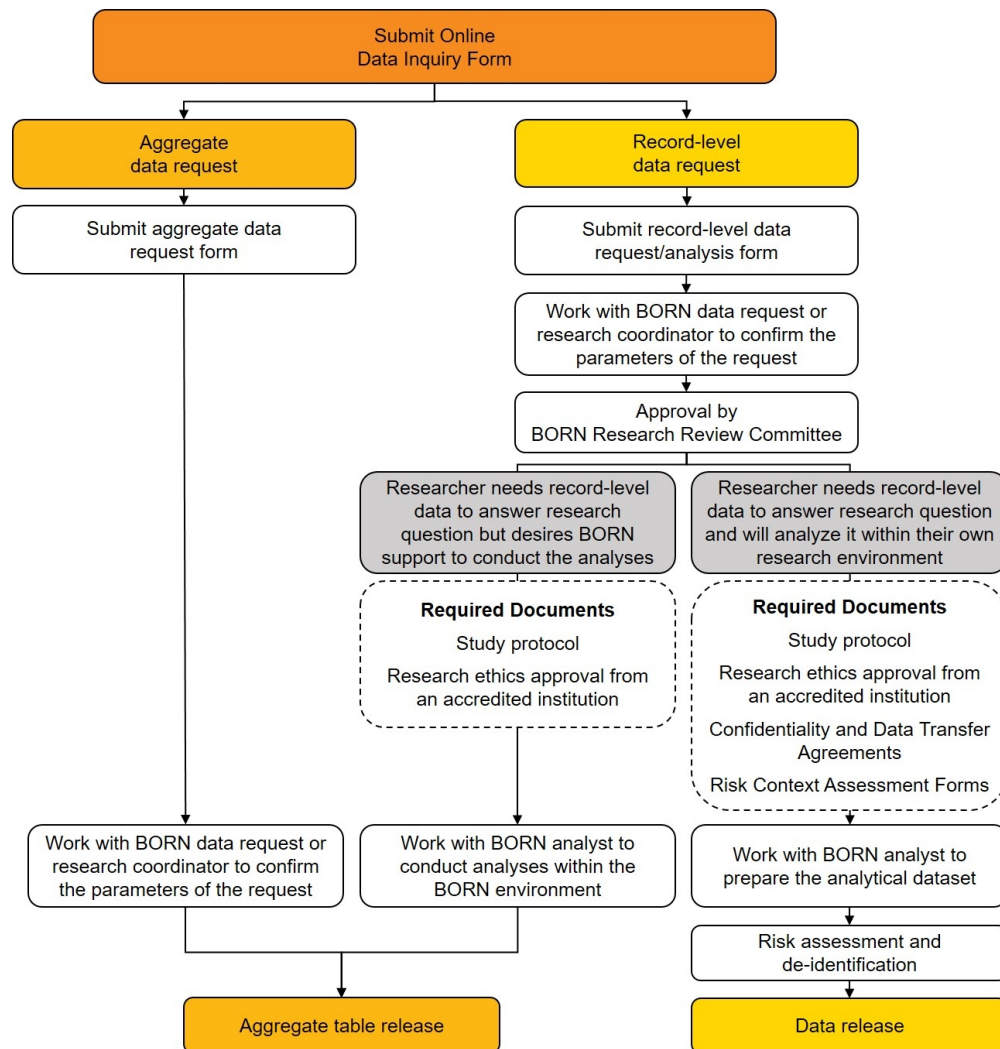 Submit Online
Data Inquiry Form
Aggregate
data request
Record-level
data request
Submit aggregate data
request form
Submit record-level data
request/analysis form
Work with BORN data request or
research coordinator to confirm the
parameters of the request
Approval by
BORN Research Review Committee
Researcher needs record-level
data to answer research
question but desires BORN
support to conduct the analyses
Researcher needs record-level
data to answer research question
and will analyze it within their own
research environment
Required Documents
Study protocol
Research ethics approval from
an accredited institution
Required Documents
Study protocol
Research ethics approval from
an accredited institution
Confidentiality and Data Transfer
Agreements
Risk Context Assessment Forms
Work with BORN data request or
research coordinator to confirm
the parameters of the request
Work with BORN analyst to
conduct analyses within the
BORN environment
Work with BORN analyst to
prepare the analytical dataset
Risk assessment and
de-identification
Aggregate table release
Data release